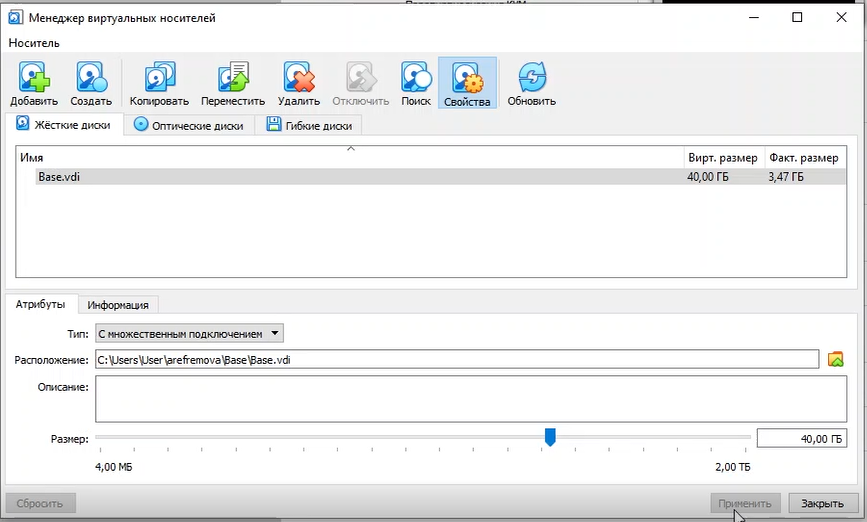 Менеджер виртуальных носителей
Носитель
Добавить Создать Копировать Переместить Удалить Отключить Поиск Свойства Обновить
Жёсткие диски Оптические диски Гибкие диски
Имя Вирт. размер Факт. размер
Base.vdi 40,00 ГБ 3,47 ГБ
Атрибуты Информация
Тип: С множественным подключением
Расположение: C:\Users\User\arefremova\Base\Base.vdi
Описание:
Размер: 40,00 ГБ
4,00 МБ 2,00 ТБ
Сбросить Применить Закрыть